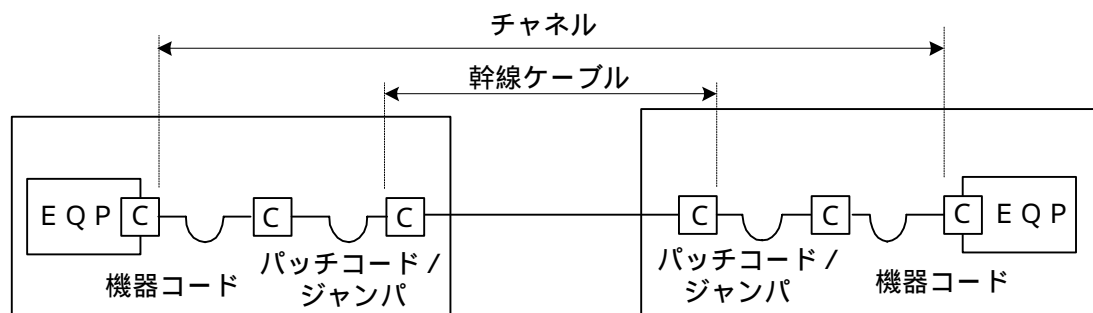 チャネル
幹線ケーブル
EQP C C C C C C EQP
機器コード パッチコード/ パッチコード/ 機器コード
ジャンパ ジャンパ